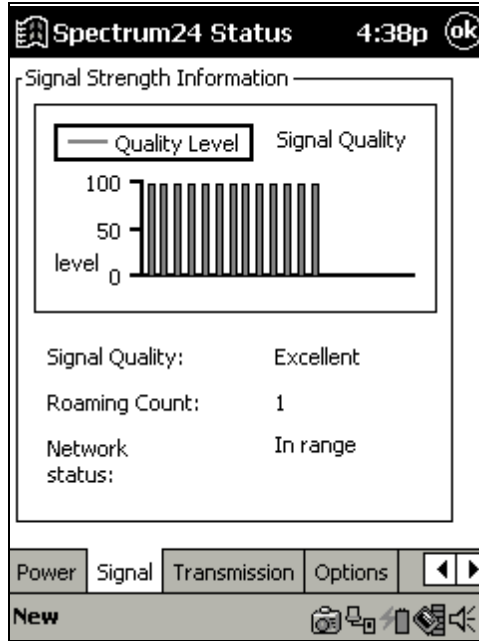 Spectrum24 Status 4:38p ok
Signal Strength Information
Quality Level Signal Quality
100
50
level
0
Signal Quality: Excellent
Roaming Count: 1
Network status: In range
Power Signal Transmission Options
New